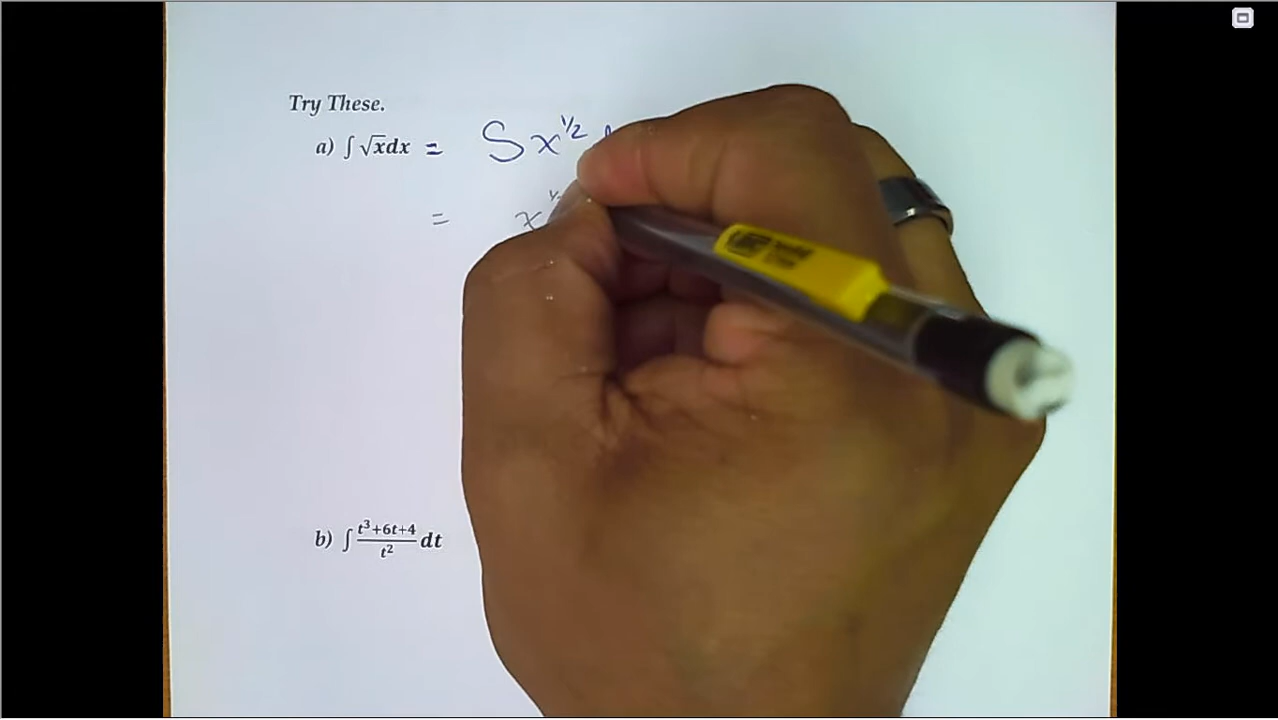 Try These.
a) ∫ √x dx = ∫ x^1/2
= x
b) ∫ (t³+6t+4)/t² dt